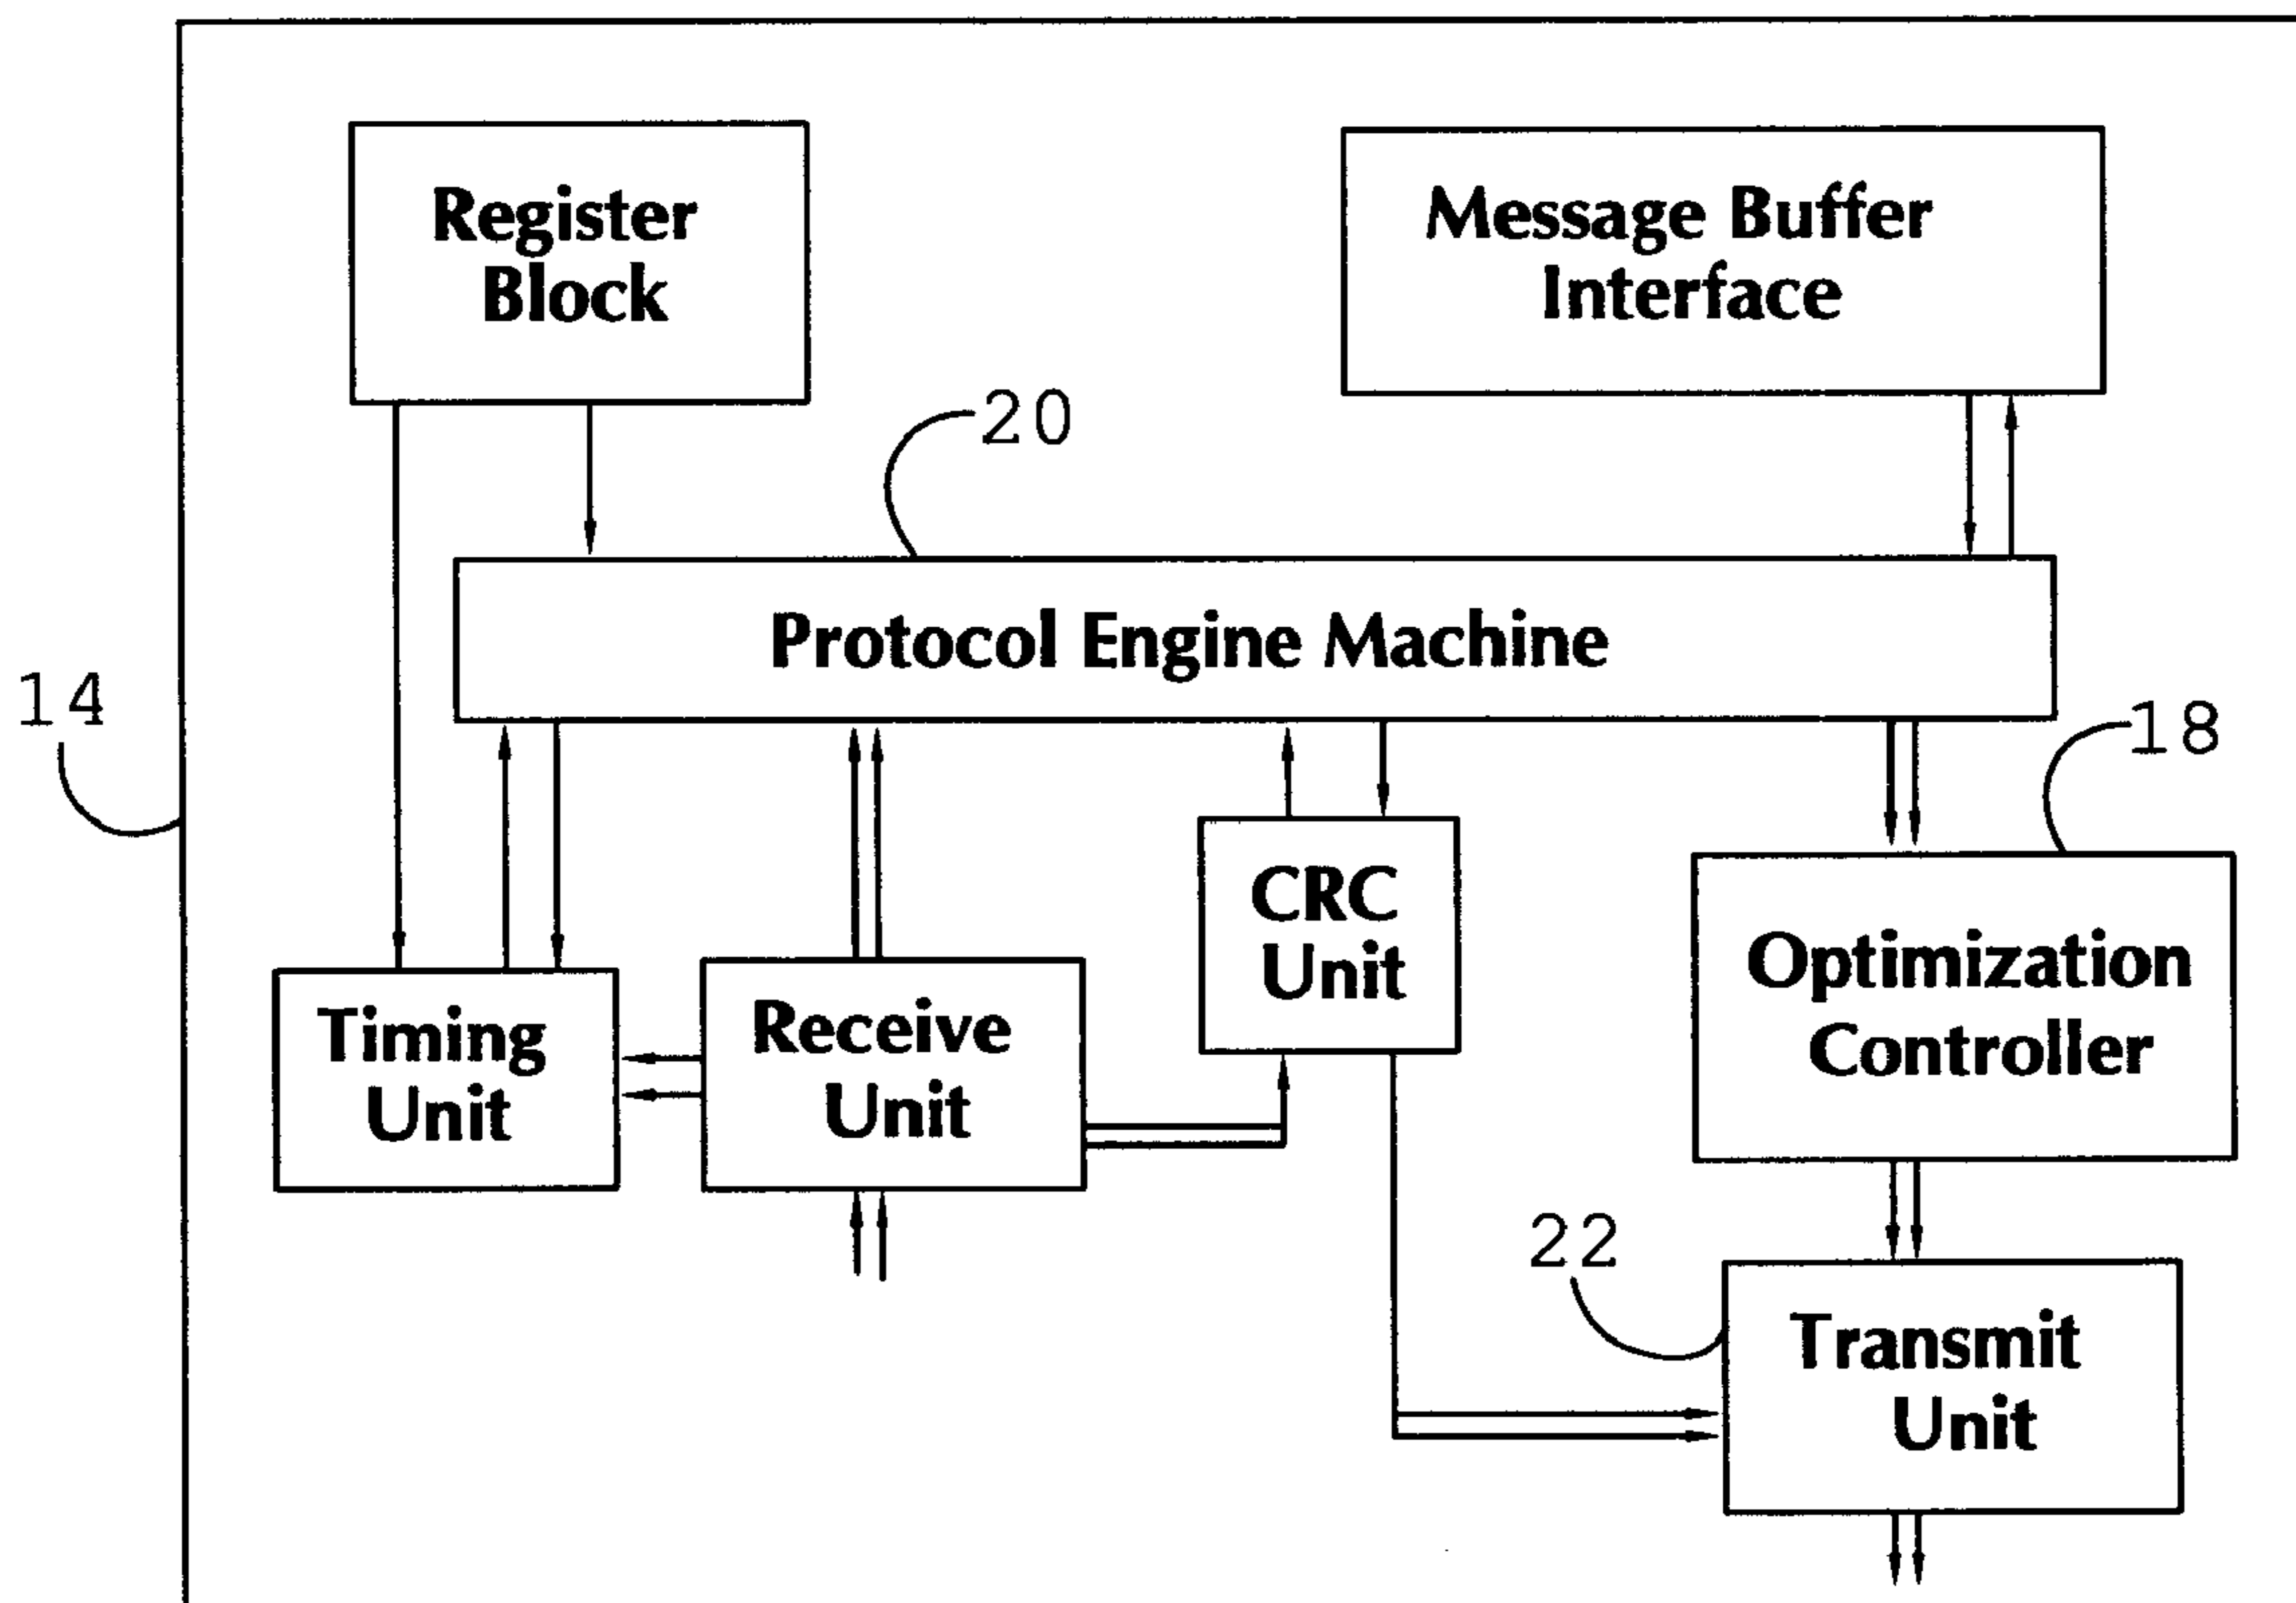 Register
Block
Message Buffer
Interface
20
Protocol Engine Machine
14
18
CRC
Unit
Optimization
Controller
Timing
Unit
Receive
Unit
22
Transmit
Unit